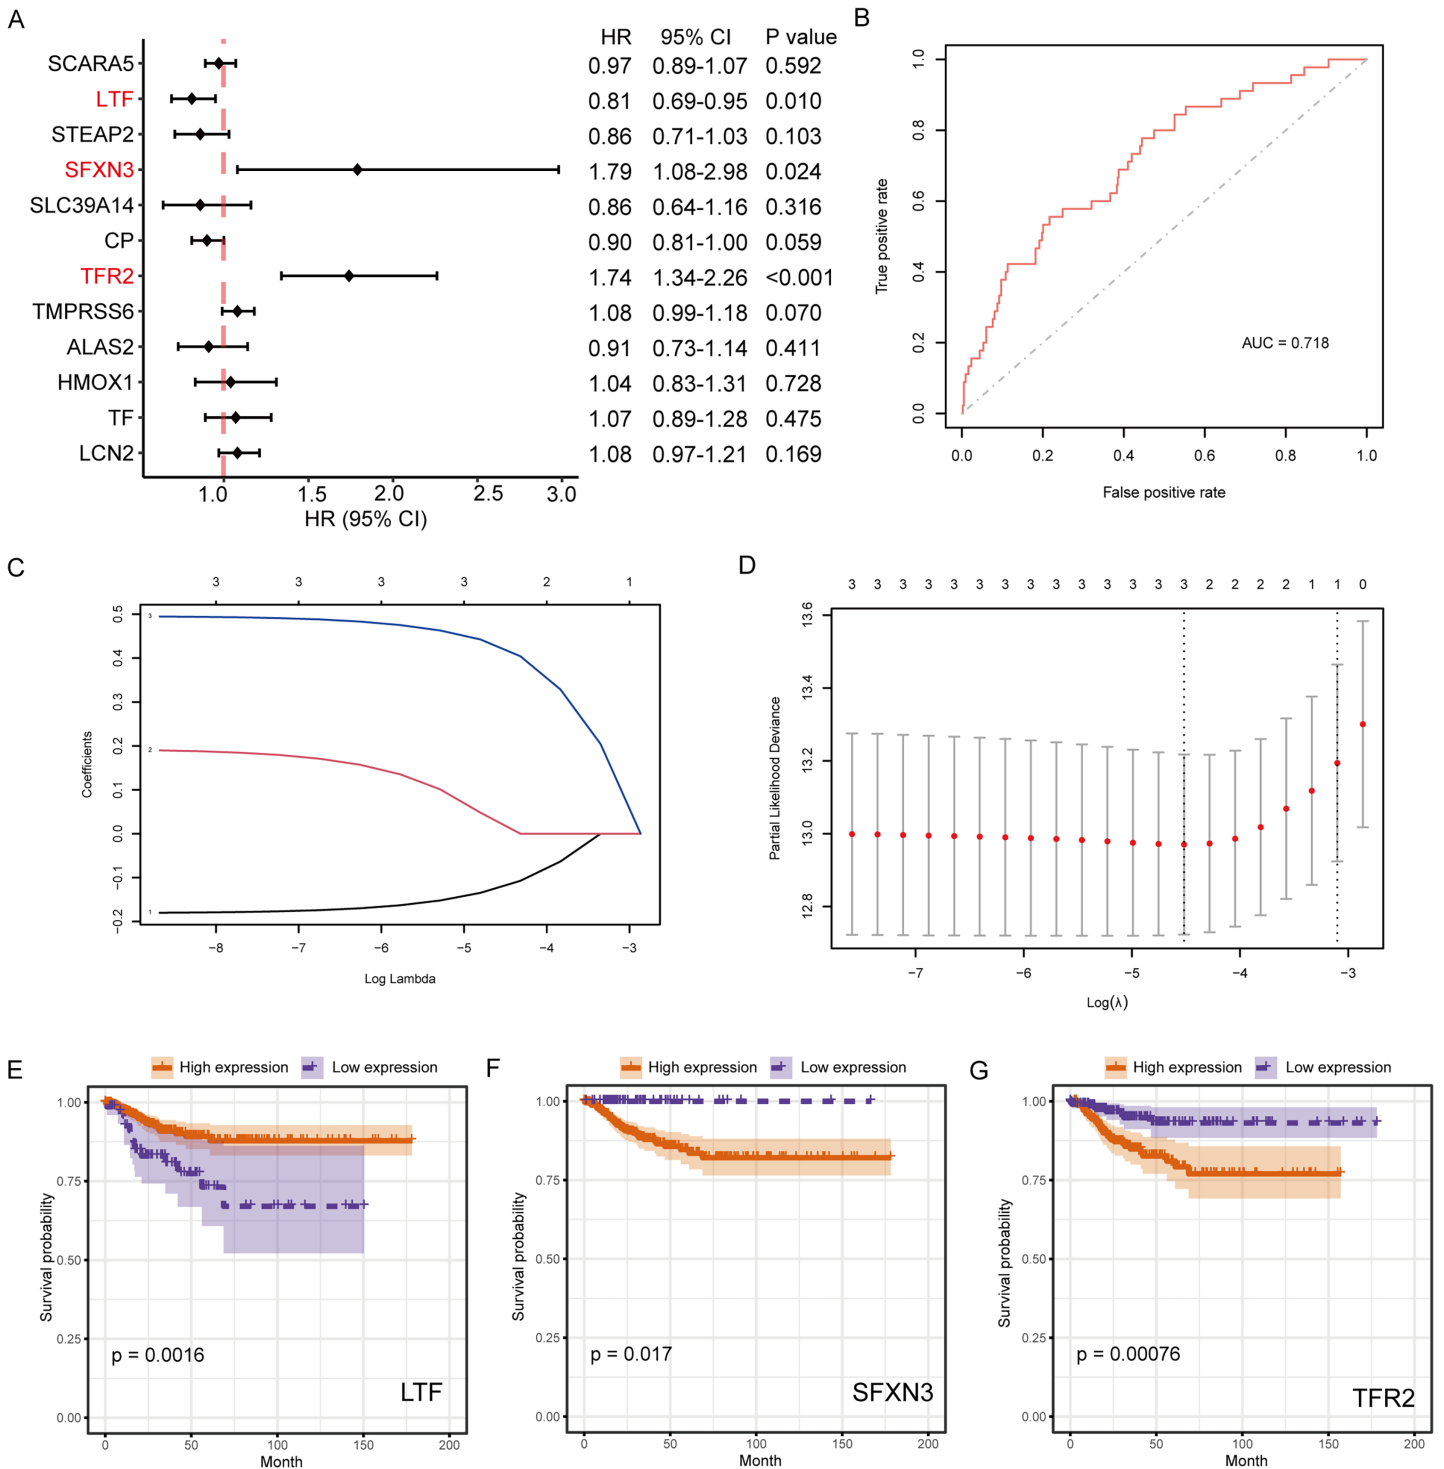 A
HR 95% CI P value
SCARA5 0.97 0.89-1.07 0.592
LTF 0.81 0.69-0.95 0.010
STEAP2 0.86 0.71-1.03 0.103
SFXN3 1.79 1.08-2.98 0.024
SLC39A14 0.86 0.64-1.16 0.316
CP 0.90 0.81-1.00 0.059
TFR2 1.74 1.34-2.26 <0.001
TMPRSS6 1.08 0.99-1.18 0.070
ALAS2 0.91 0.73-1.14 0.411
HMOX1 1.04 0.83-1.31 0.728
TF 1.07 0.89-1.28 0.475
LCN2 1.08 0.97-1.21 0.169
1.0 1.5 2.0 2.5 3.0
HR (95% CI)
B
True positive rate
1.0
0.8
0.6
0.4
0.2
0.0
AUC = 0.718
0.0 0.2 0.4 0.6 0.8 1.0
False positive rate
C
3 3 3 3 2 1
Coefficients
0.5
0.4
0.3
0.2
0.1
0.0
−0.1
−0.2
3
2
1
−8 −7 −6 −5 −4 −3
Log Lambda
D
3 3 3 3 3 3 3 3 3 3 3 3 3 3 2 2 2 2 1 1 0
Partial Likelihood Deviance
13.6
13.4
13.2
13.0
12.8
−7 −6 −5 −4 −3
Log(λ)
E
High expression Low expression
Survival probability
1.00
0.75
0.50
0.25
0.00
p = 0.0016
LTF
0 50 100 150 200
Month
F
High expression Low expression
Survival probability
1.00
0.75
0.50
0.25
0.00
p = 0.017
SFXN3
0 50 100 150 200
Month
G
High expression Low expression
Survival probability
1.00
0.75
0.50
0.25
0.00
p = 0.00076
TFR2
0 50 100 150 200
Month